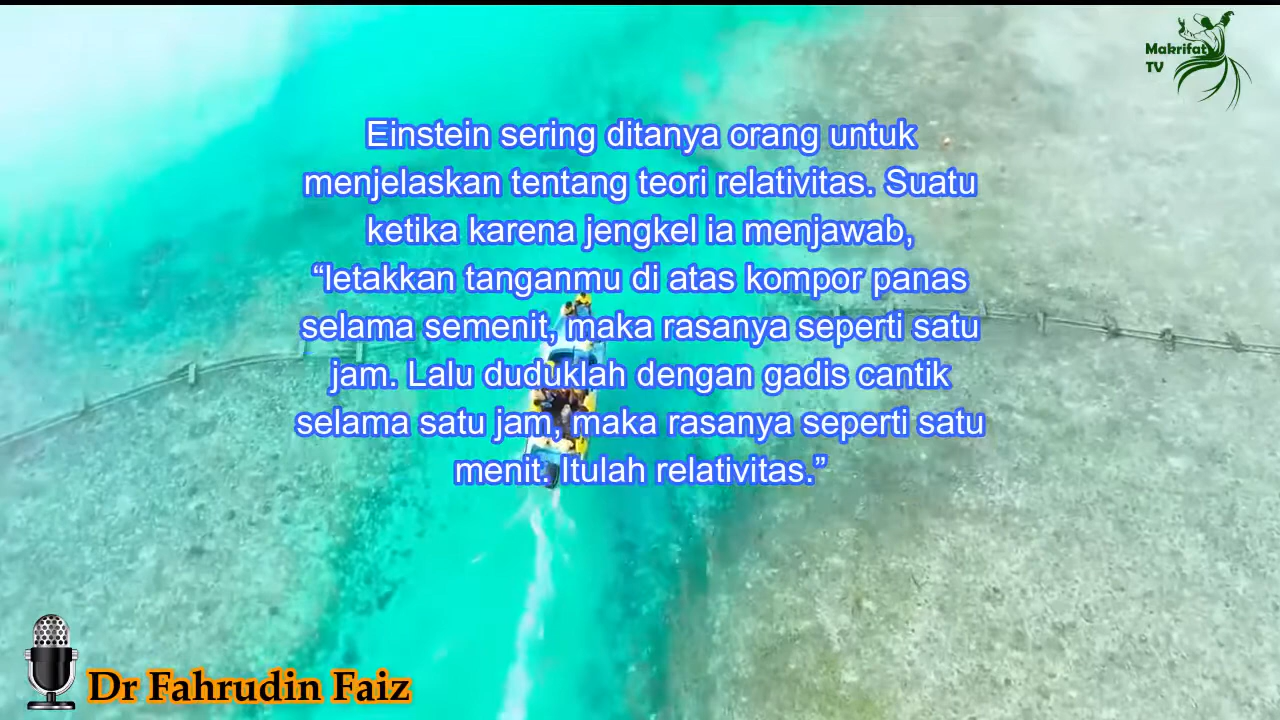 Makrifat
TV
Einstein sering ditanya orang untuk
menjelaskan tentang teori relativitas. Suatu
ketika karena jengkel ia menjawab,
“letakkan tanganmu di atas kompor panas
selama semenit, maka rasanya seperti satu
jam. Lalu duduklah dengan gadis cantik
selama satu jam, maka rasanya seperti satu
menit. Itulah relativitas.”
Dr Fahrudin Faiz